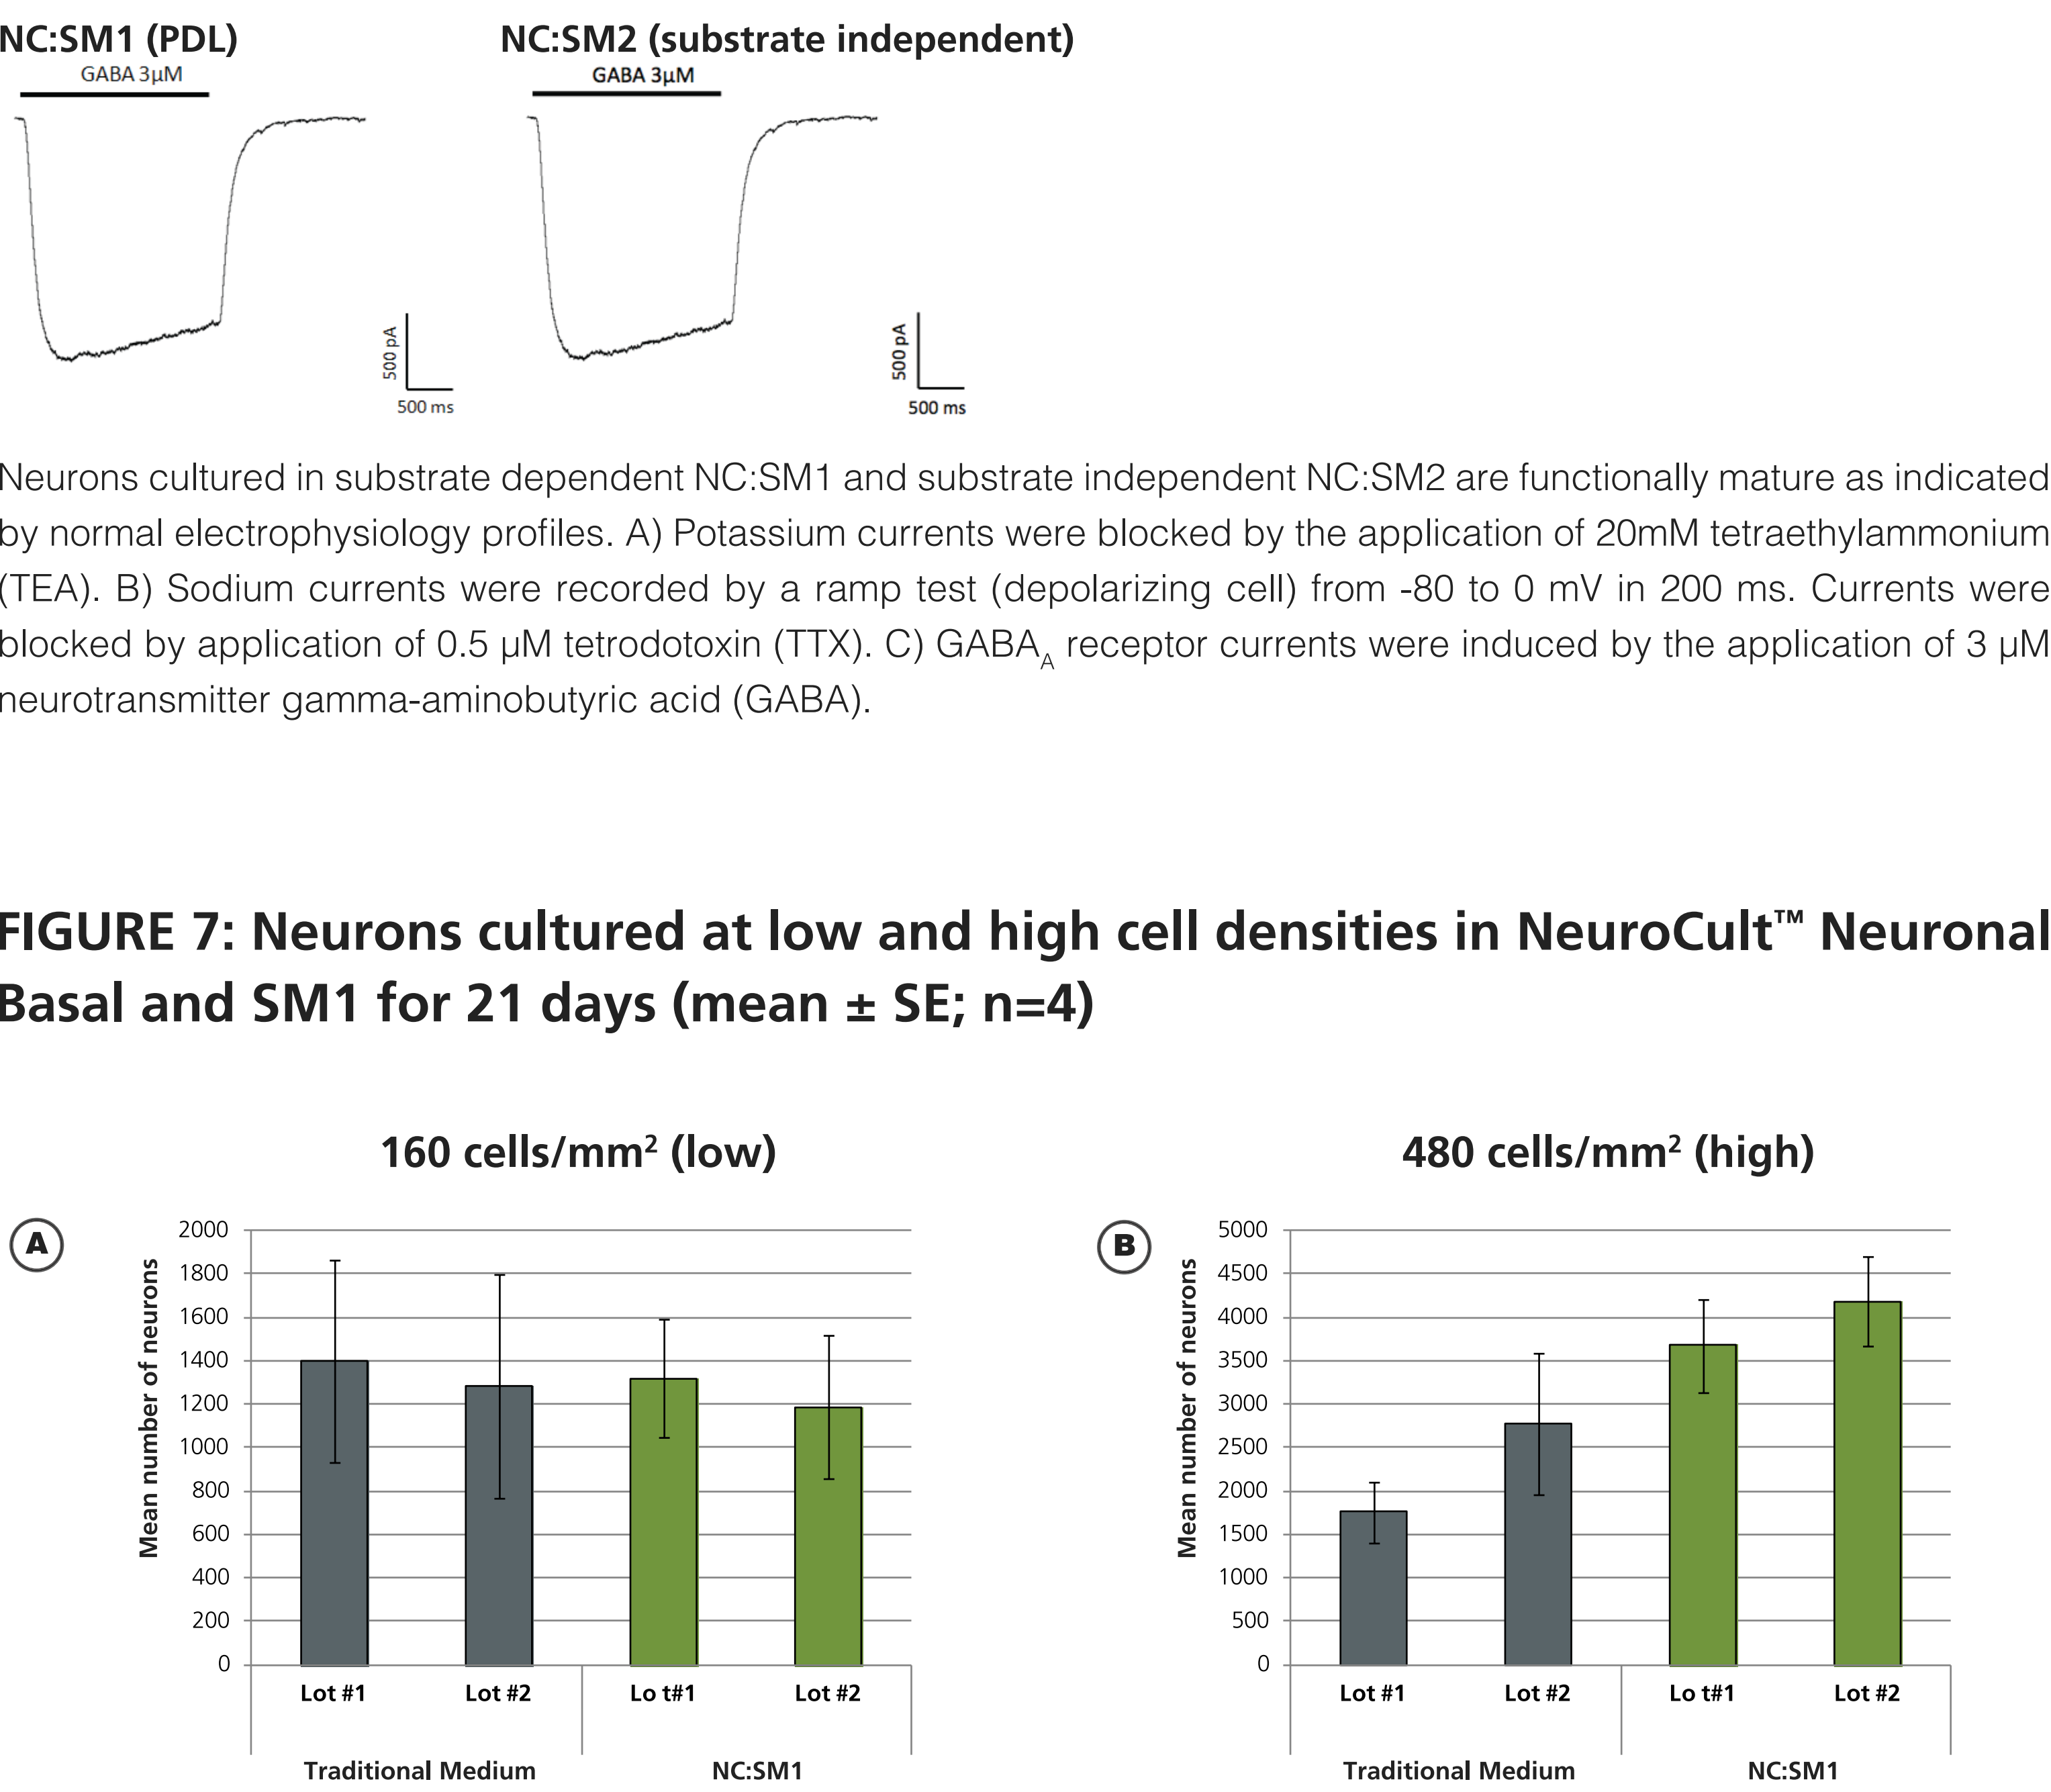 NC:SM1 (PDL)
NC:SM2 (substrate independent)
GABA 3µM
GABA 3µM
500 pA
500 ms
500 pA
500 ms
Neurons cultured in substrate dependent NC:SM1 and substrate independent NC:SM2 are functionally mature as indicated
by normal electrophysiology profiles. A) Potassium currents were blocked by the application of 20mM tetraethylammonium
(TEA). B) Sodium currents were recorded by a ramp test (depolarizing cell) from -80 to 0 mV in 200 ms. Currents were
blocked by application of 0.5 µM tetrodotoxin (TTX). C) GABA_A receptor currents were induced by the application of 3 µM
neurotransmitter gamma-aminobutyric acid (GABA).
FIGURE 7: Neurons cultured at low and high cell densities in NeuroCult™ Neuronal
Basal and SM1 for 21 days (mean ± SE; n=4)
160 cells/mm² (low)
A
Mean number of neurons
2000
1800
1600
1400
1200
1000
800
600
400
200
0
Lot #1
Lot #2
Lo t#1
Lot #2
Traditional Medium
NC:SM1
480 cells/mm² (high)
B
Mean number of neurons
5000
4500
4000
3500
3000
2500
2000
1500
1000
500
0
Lot #1
Lot #2
Lo t#1
Lot #2
Traditional Medium
NC:SM1